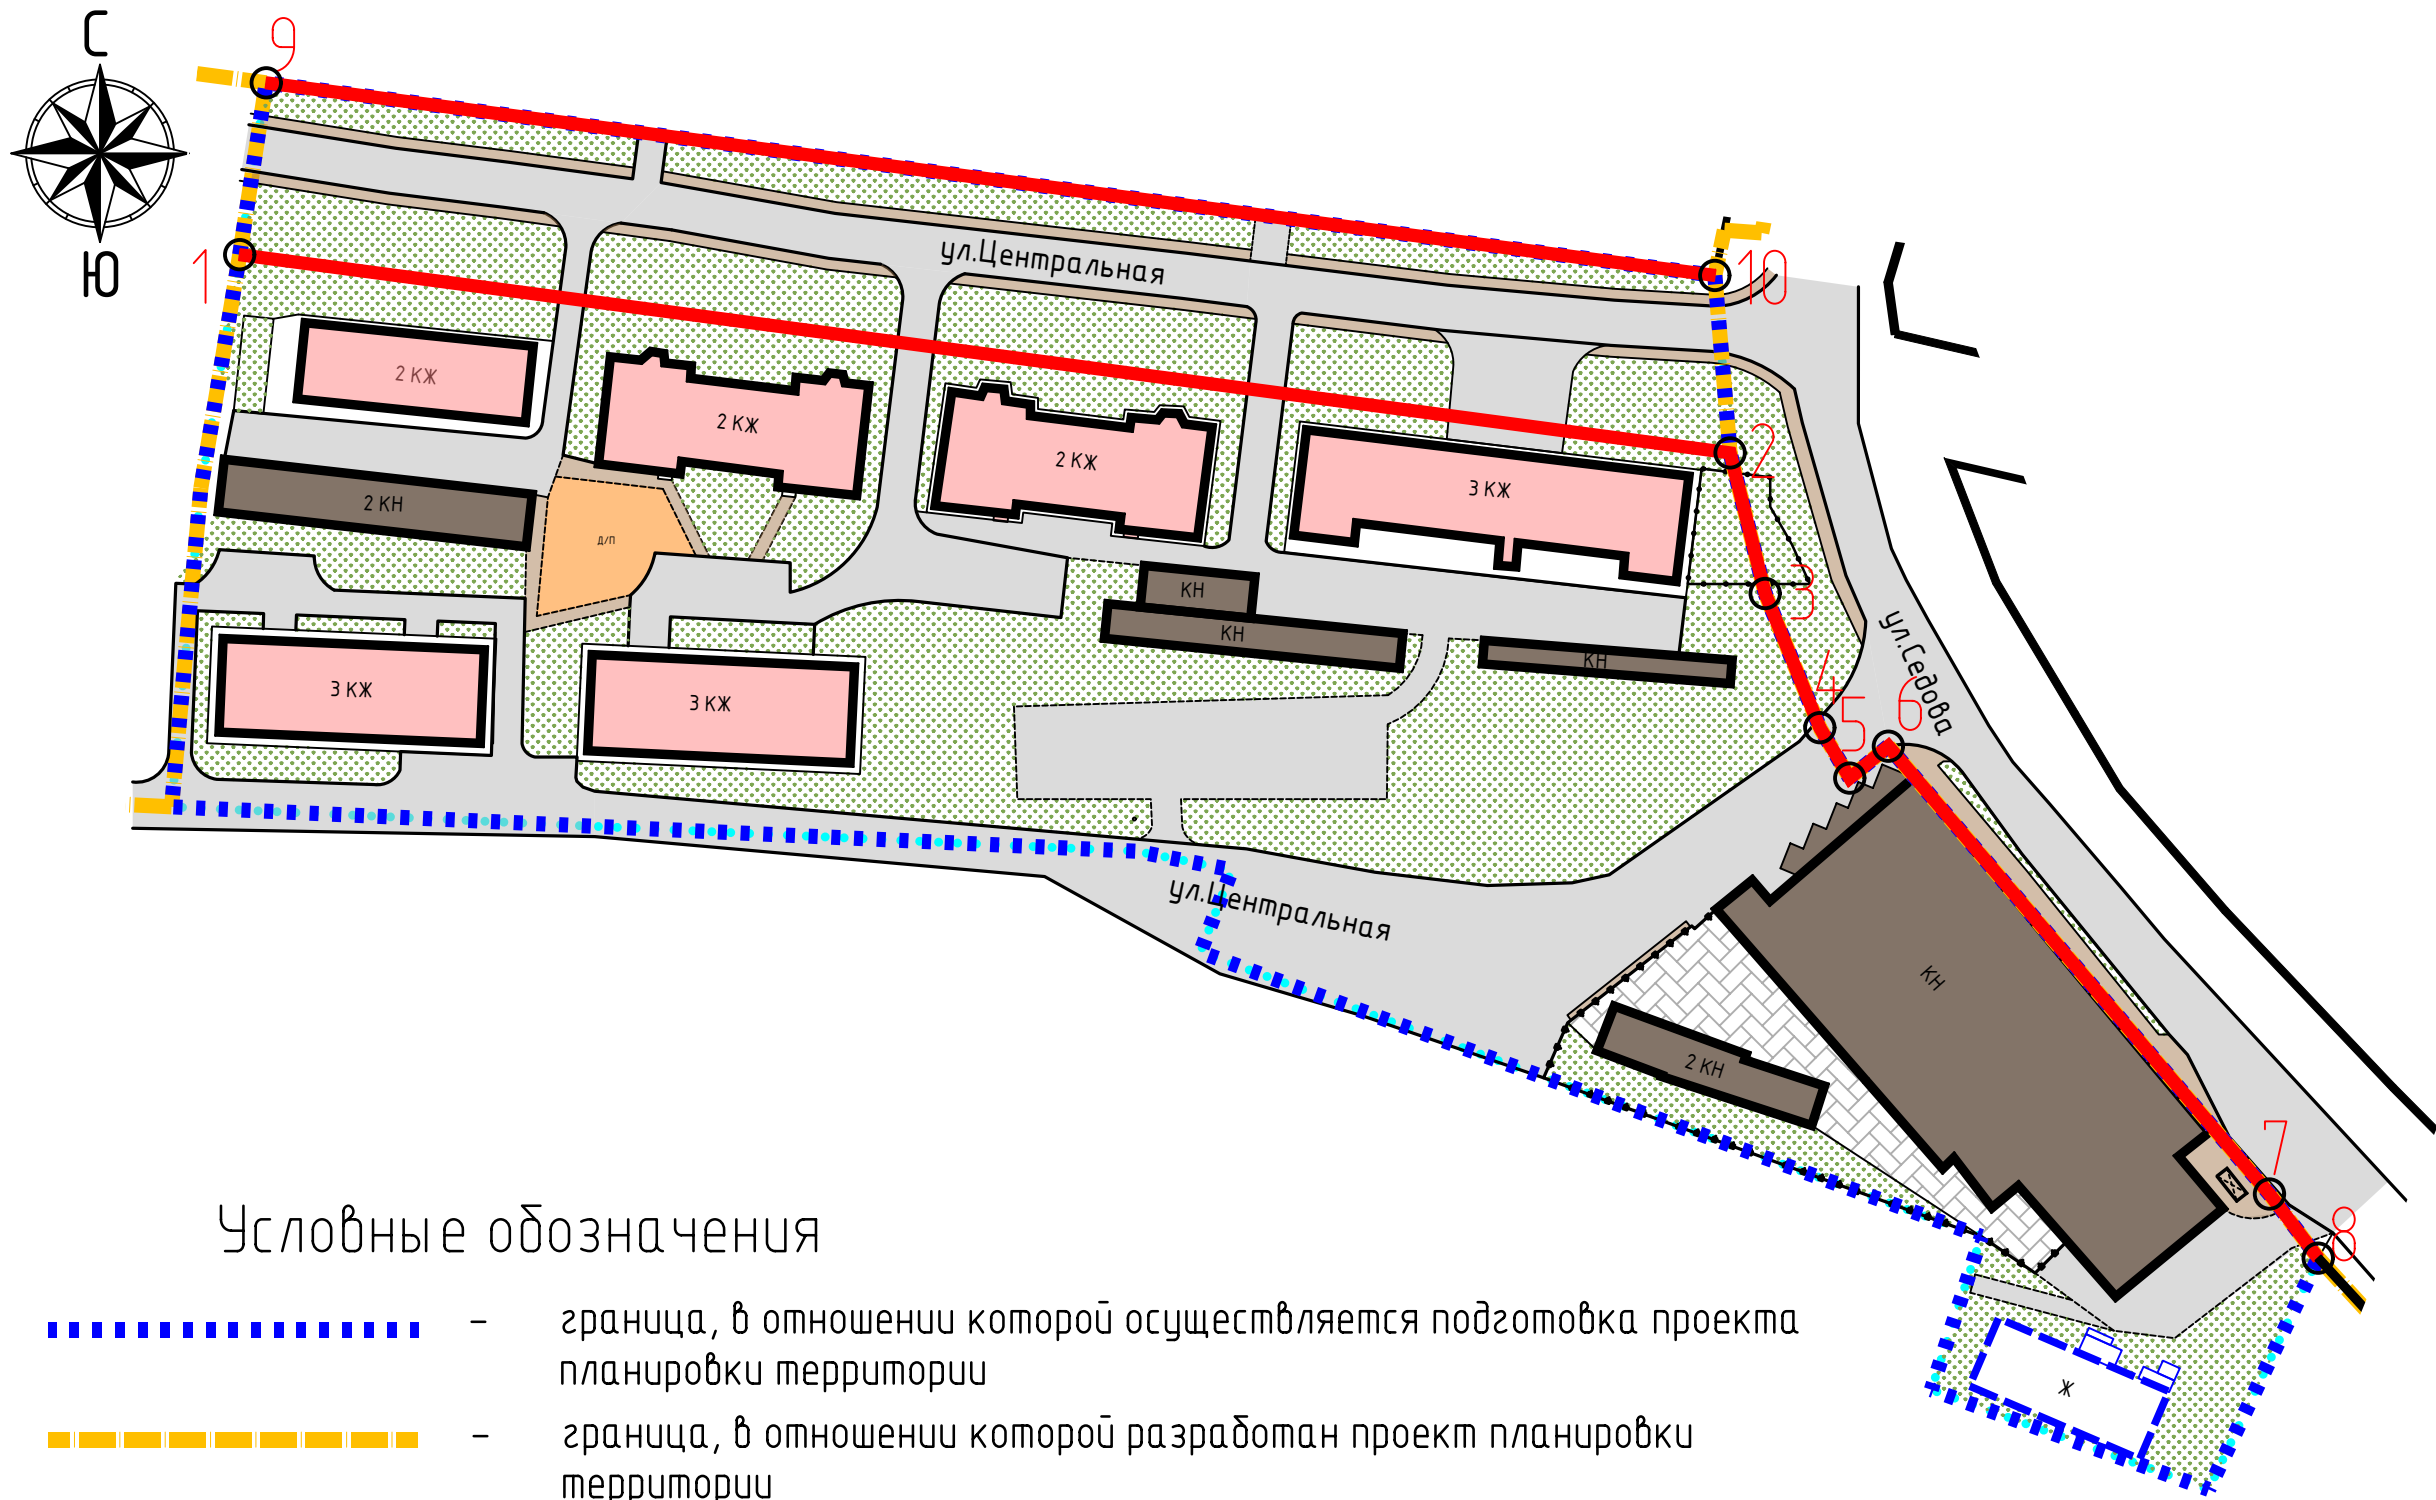 С
9
Ю
1
ул.Центральная
10
2 КЖ
2 КЖ
2 КЖ
2
3 КЖ
2 КН
Д/П
КН
КН
КН
3
ул.Седова
3 КЖ
3 КЖ
4
5
6
ул.Центральная
КН
2 КН
7
8
Ж
Условные обозначения
– граница, в отношении которой осуществляется подготовка проекта
планировки территории
– граница, в отношении которой разработан проект планировки
территории